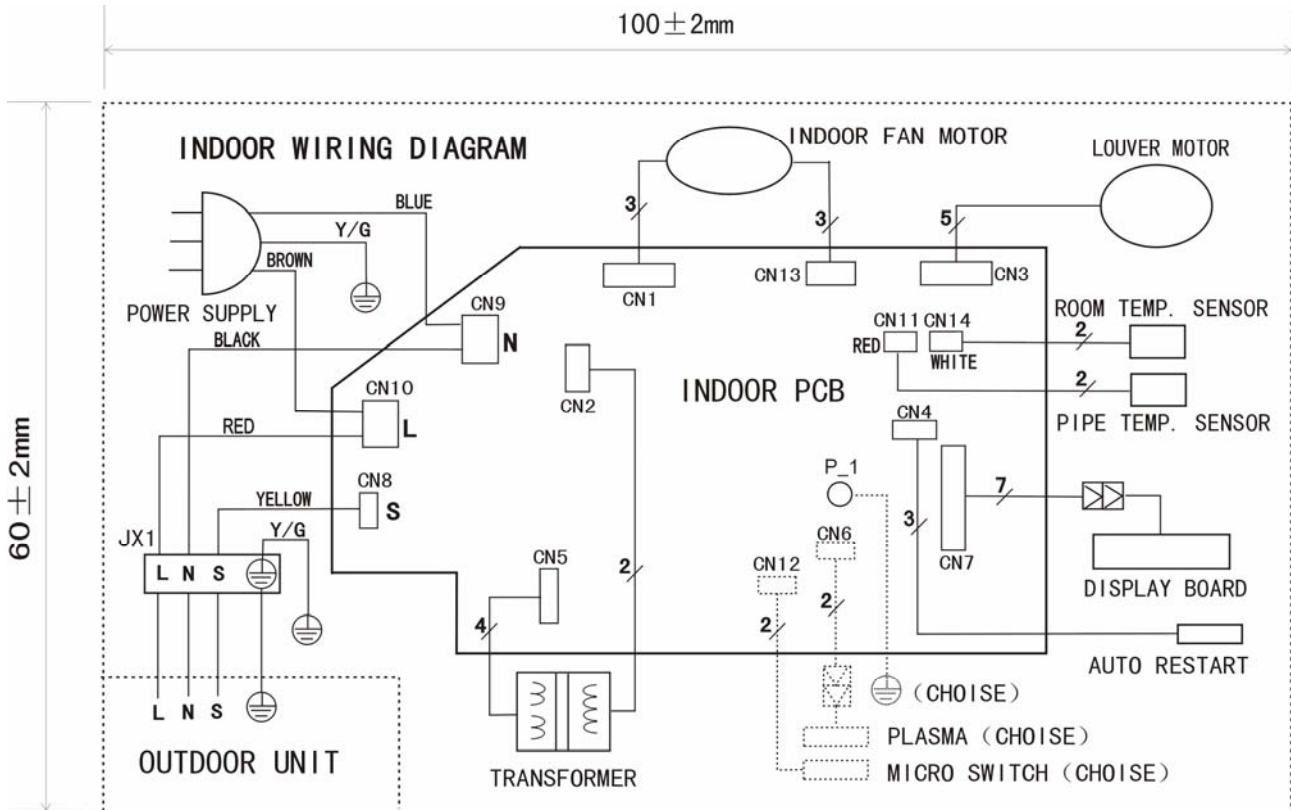 100±2mm
60±2mm
INDOOR WIRING DIAGRAM
INDOOR FAN MOTOR
LOUVER MOTOR
BLUE
Y/G
BROWN
POWER SUPPLY
3
3
5
CN1
CN13
CN3
CN9
N
BLACK
CN11
CN14
RED
WHITE
ROOM TEMP. SENSOR
2
2
PIPE TEMP. SENSOR
CN2
INDOOR PCB
CN10
L
RED
CN4
CN8
S
YELLOW
Y/G
P_1
7
3
CN7
DISPLAY BOARD
JX1
L N S
CN5
2
CN6
CN12
2
2
4
AUTO RESTART
(CHOISE)
L N S
OUTDOOR UNIT
TRANSFORMER
PLASMA (CHOISE)
MICRO SWITCH (CHOISE)